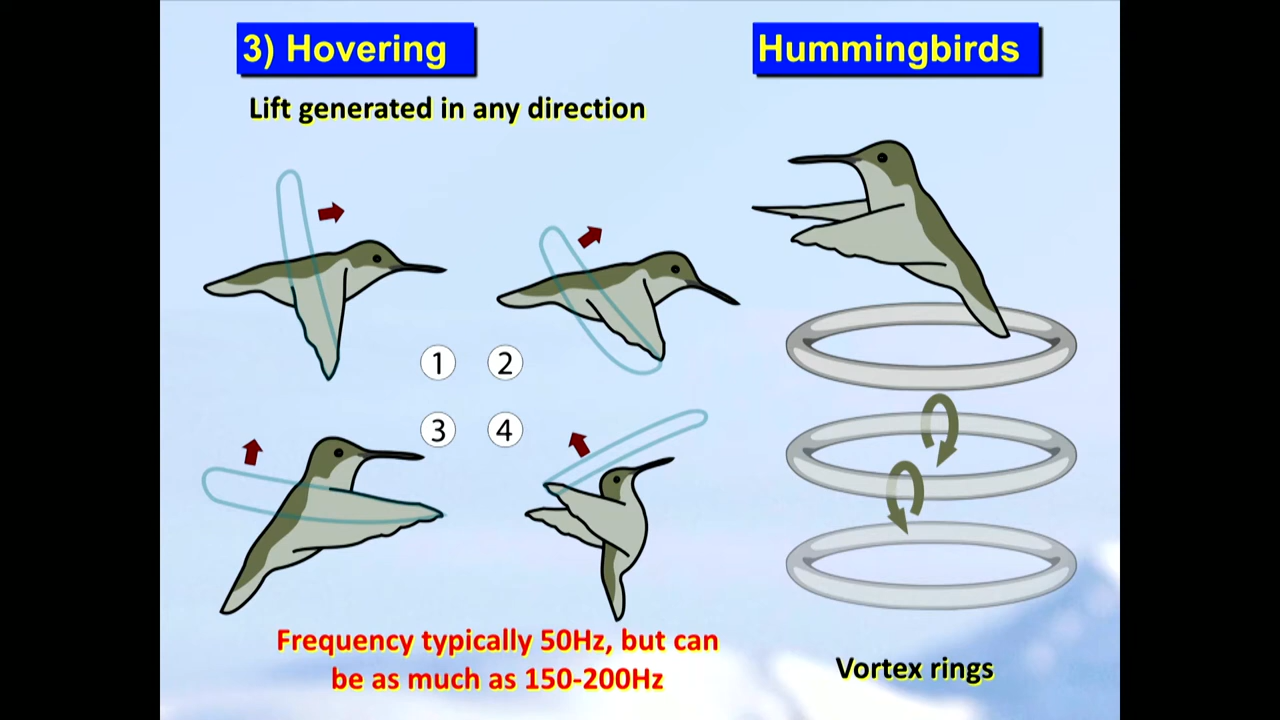 3) Hovering
Hummingbirds
Lift generated in any direction
1 2
3 4
Frequency typically 50Hz, but can
be as much as 150-200Hz
Vortex rings